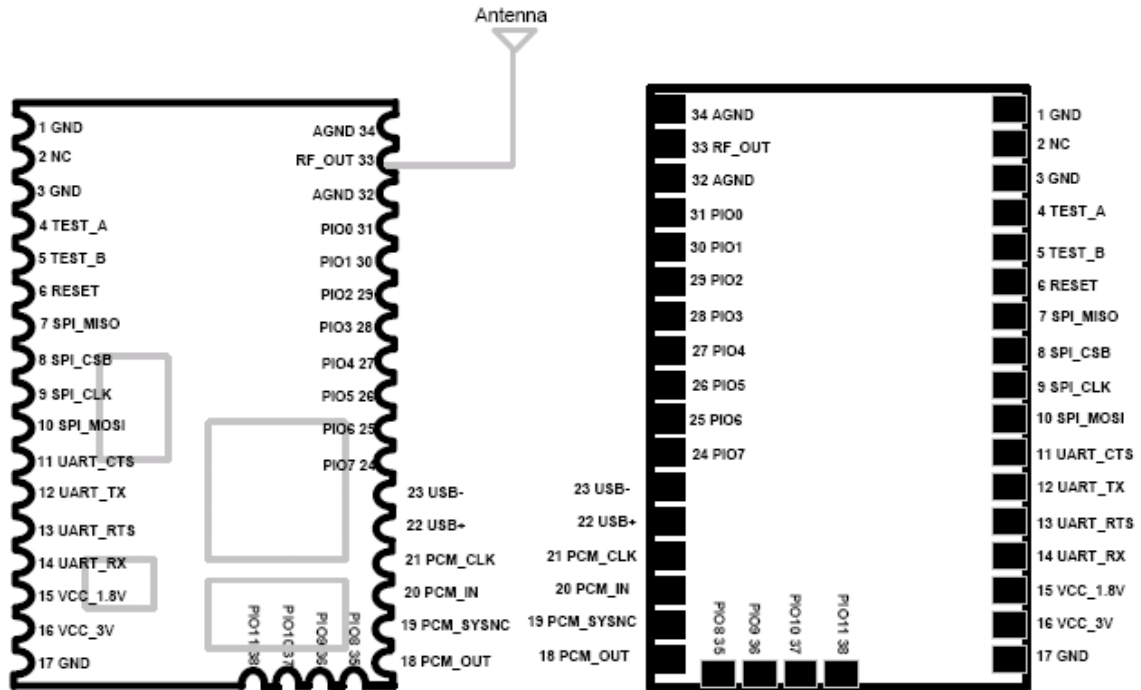 Antenna
1 GND
2 NC
3 GND
4 TEST_A
5 TEST_B
6 RESET
7 SPI_MISO
8 SPI_CSB
9 SPI_CLK
10 SPI_MOSI
11 UART_CTS
12 UART_TX
13 UART_RTS
14 UART_RX
15 VCC_1.8V
16 VCC_3V
17 GND
AGND 34
RF_OUT 33
AGND 32
PIO0 31
PIO1 30
PIO2 29
PIO3 28
PIO4 27
PIO5 26
PIO6 25
PIO7 24
23 USB-
22 USB+
21 PCM_CLK
20 PCM_IN
19 PCM_SYSNC
18 PCM_OUT
PIO11 38
PIO10 37
PIO9 36
PIO8 35
34 AGND
33 RF_OUT
32 AGND
31 PIO0
30 PIO1
29 PIO2
28 PIO3
27 PIO4
26 PIO5
25 PIO6
24 PIO7
23 USB-
22 USB+
21 PCM_CLK
20 PCM_IN
19 PCM_SYSNC
18 PCM_OUT
PIO8 35
PIO9 36
PIO10 37
PIO11 38
1 GND
2 NC
3 GND
4 TEST_A
5 TEST_B
6 RESET
7 SPI_MISO
8 SPI_CSB
9 SPI_CLK
10 SPI_MOSI
11 UART_CTS
12 UART_TX
13 UART_RTS
14 UART_RX
15 VCC_1.8V
16 VCC_3V
17 GND